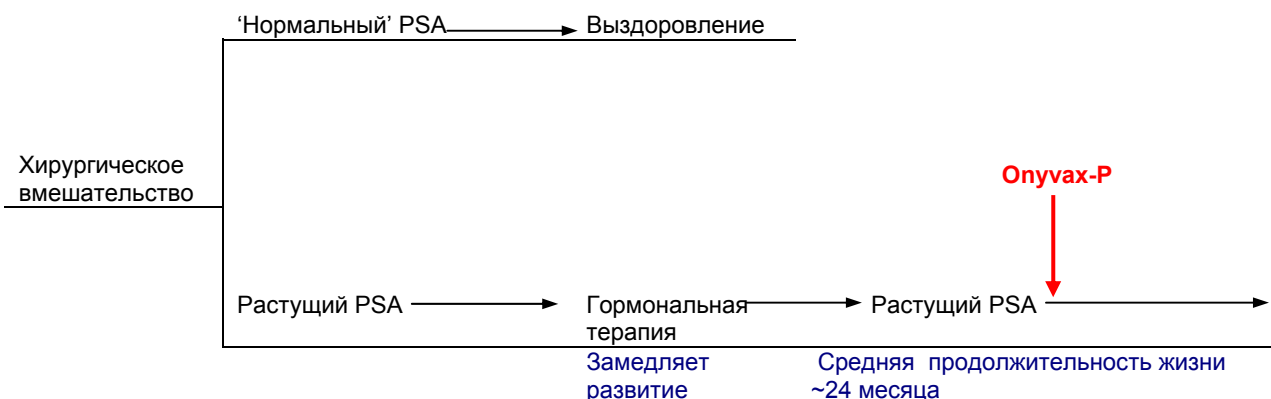 ‘Нормальный’ PSA Выздоровление
Хирургическое
вмешательство
Onyvax-P
Растущий PSA Гормональная Растущий PSA
терапия
Замедляет Средняя продолжительность жизни
развитие ~24 месяца